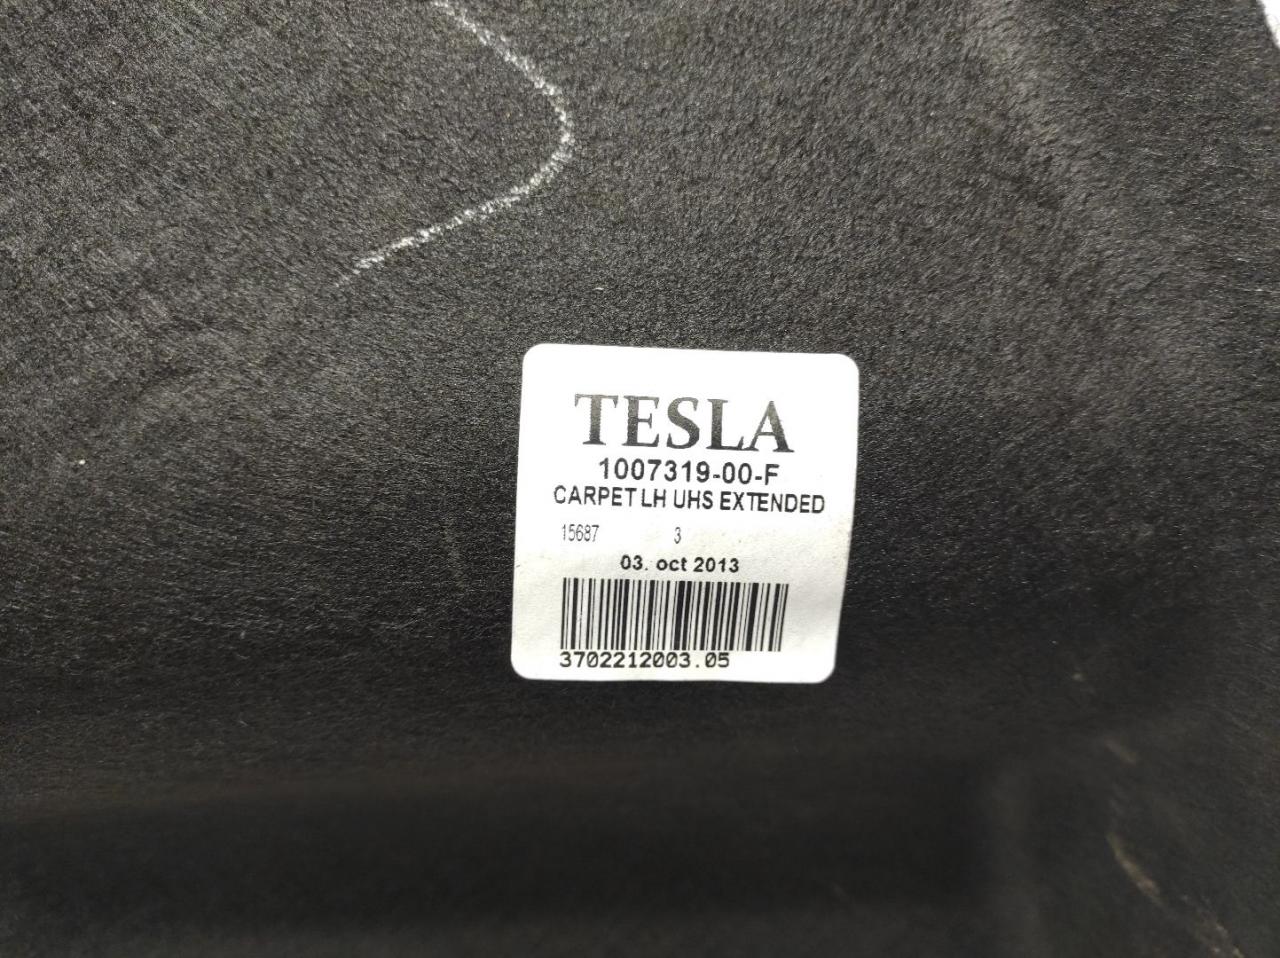 TESLA
1007319-00-F
CARPET LH UHS EXTENDED
15687 3
03. oct 2013
3702212003.05